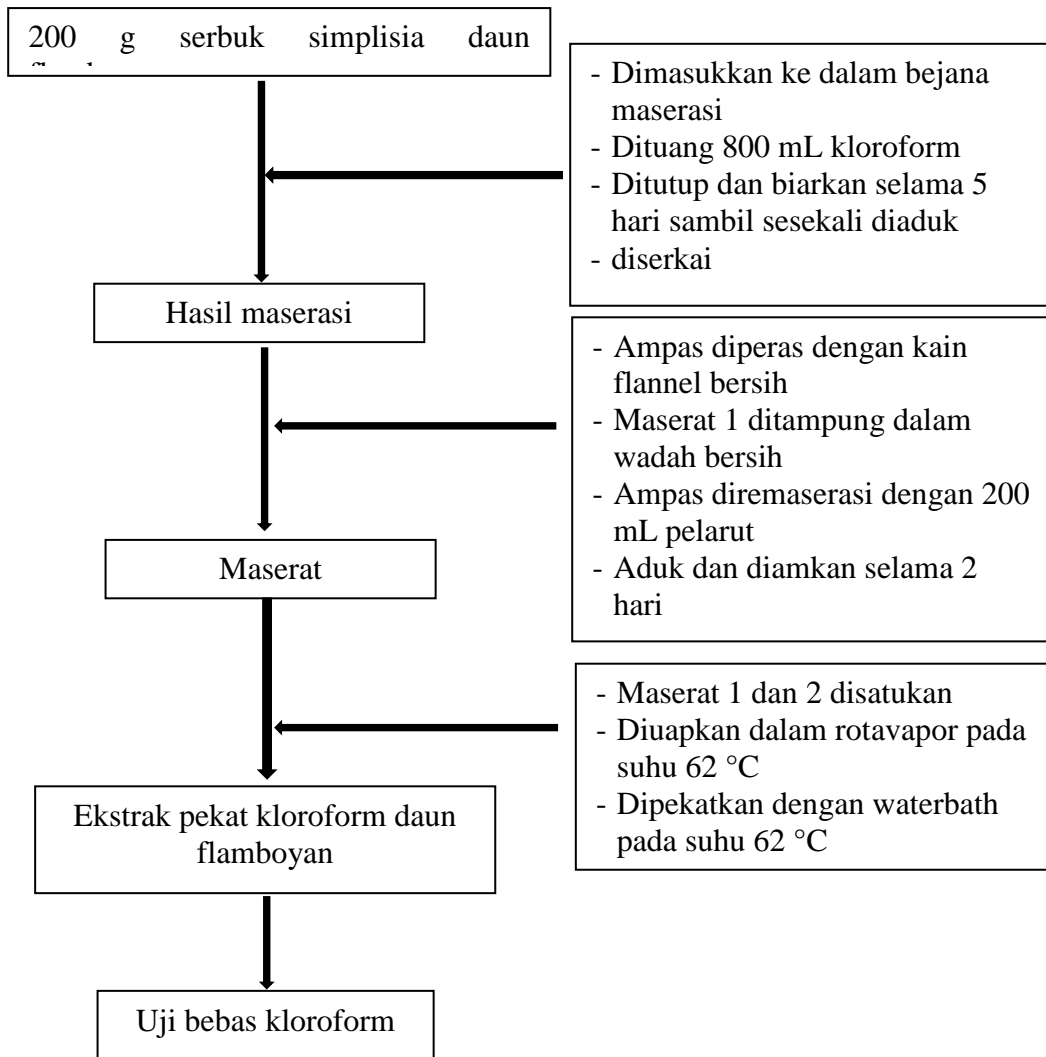 200 g serbuk simplisia daun
- Dimasukkan ke dalam bejana
maserasi
- Dituang 800 mL kloroform
- Ditutup dan biarkan selama 5
hari sambil sesekali diaduk
- diserkai
Hasil maserasi
- Ampas diperas dengan kain
flannel bersih
- Maserat 1 ditampung dalam
wadah bersih
- Ampas diremaserasi dengan 200
mL pelarut
- Aduk dan diamkan selama 2
hari
Maserat
- Maserat 1 dan 2 disatukan
- Diuapkan dalam rotavapor pada
suhu 62 °C
- Dipekatkan dengan waterbath
pada suhu 62 °C
Ekstrak pekat kloroform daun
flamboyan
Uji bebas kloroform